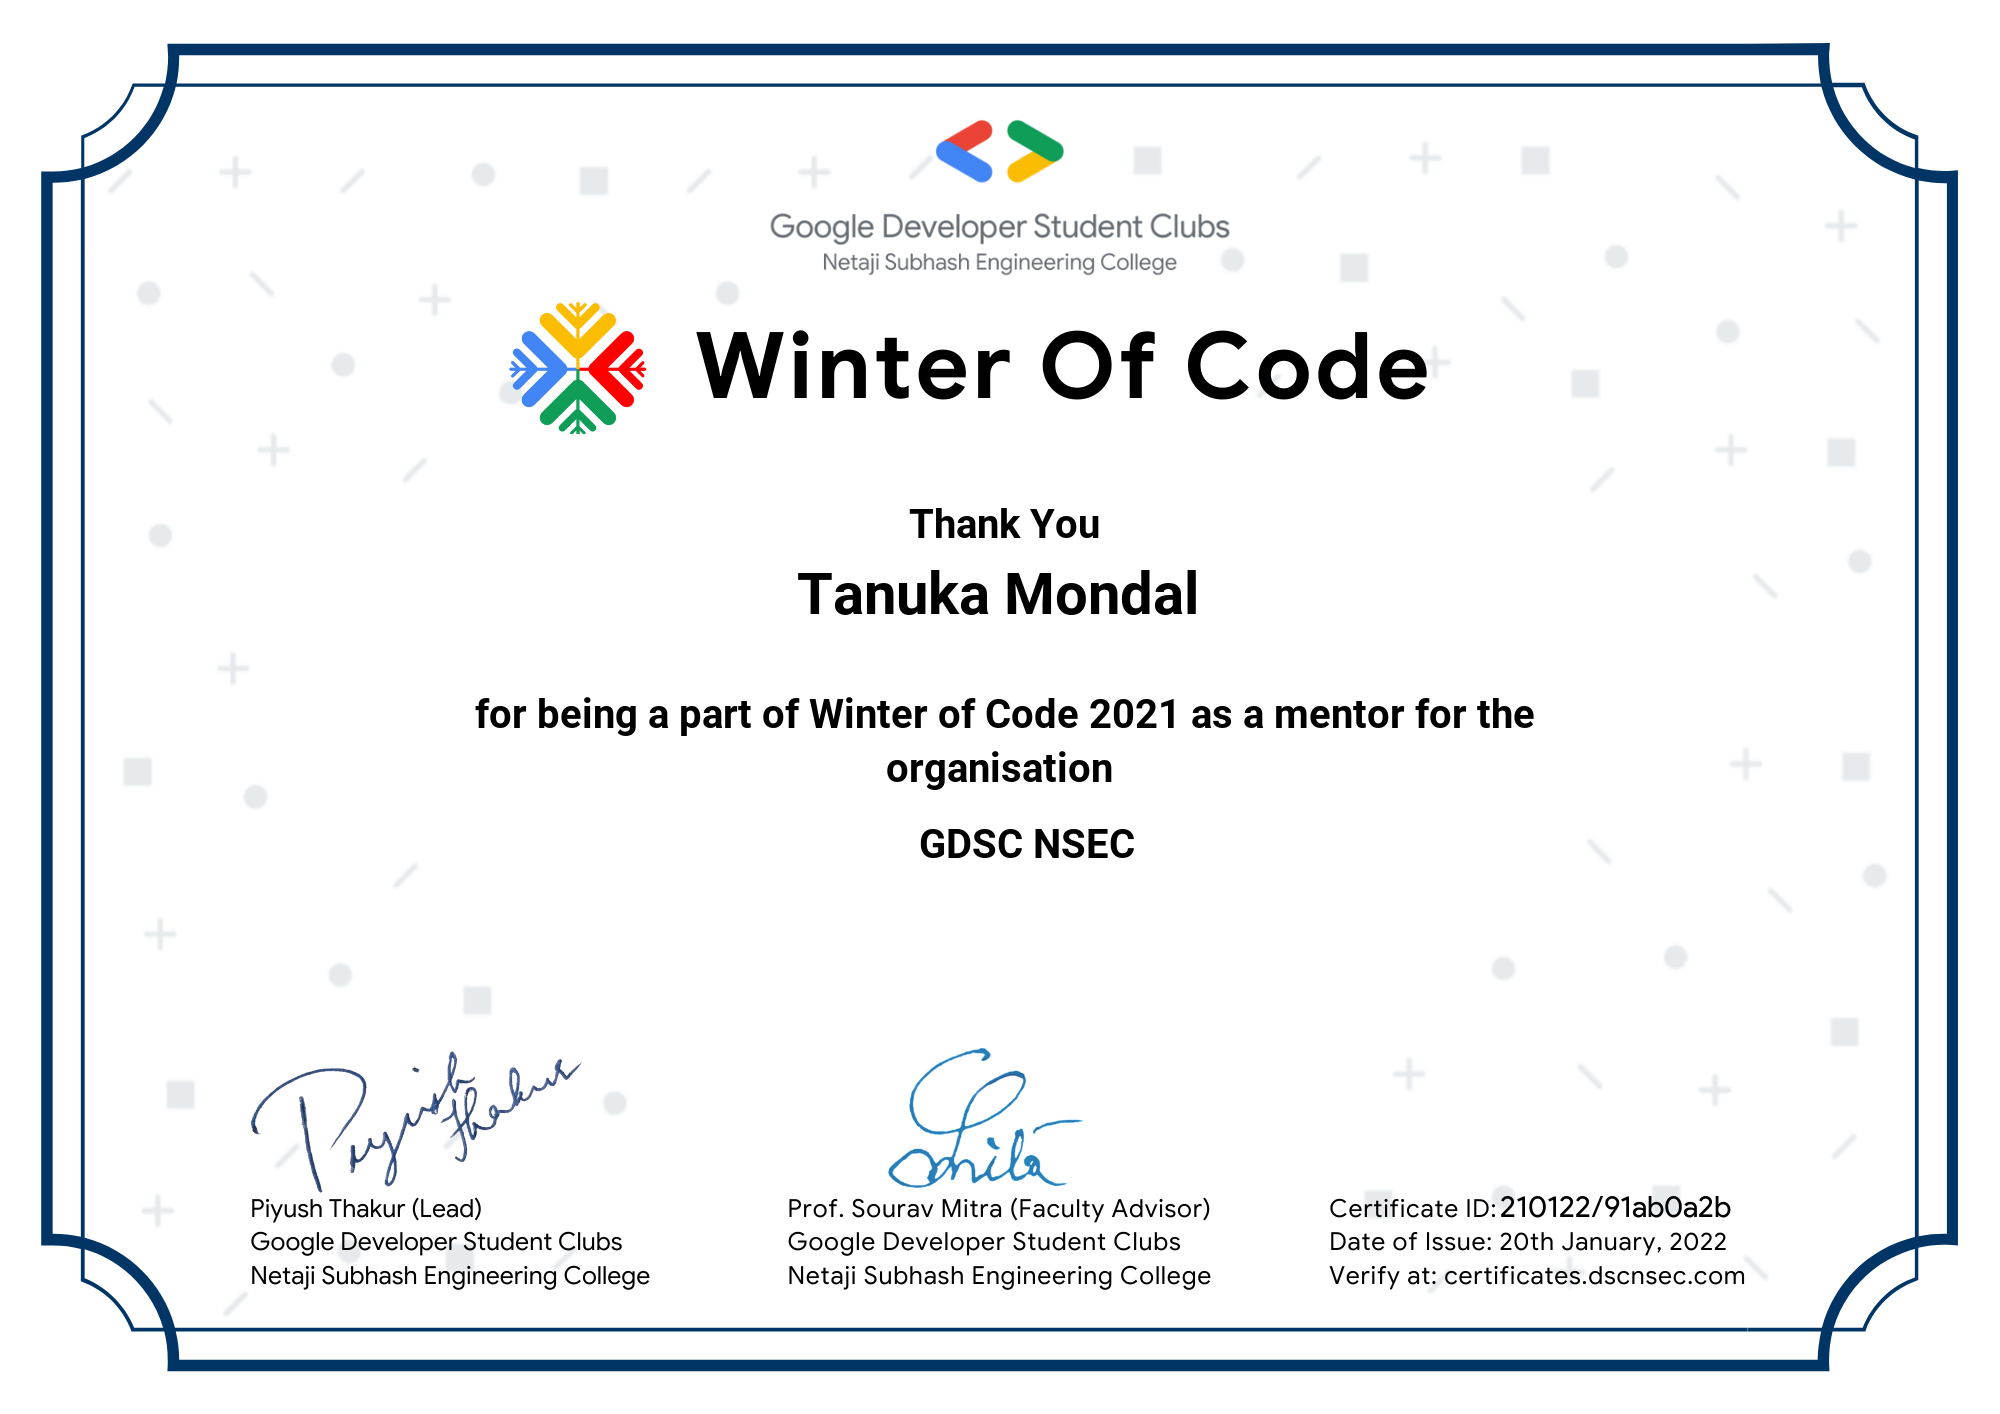 Google Developer Student Clubs
Netaji Subhash Engineering College
Winter Of Code
Thank You
Tanuka Mondal
for being a part of Winter of Code 2021 as a mentor for the
organisation
GDSC NSEC
Piyush Thakur
Piyush Thakur (Lead)
Google Developer Student Clubs
Netaji Subhash Engineering College
Prof. Sourav Mitra (Faculty Advisor)
Google Developer Student Clubs
Netaji Subhash Engineering College
Certificate ID: 210122/91ab0a2b
Date of Issue: 20th January, 2022
Verify at: certificates.dscnsec.com